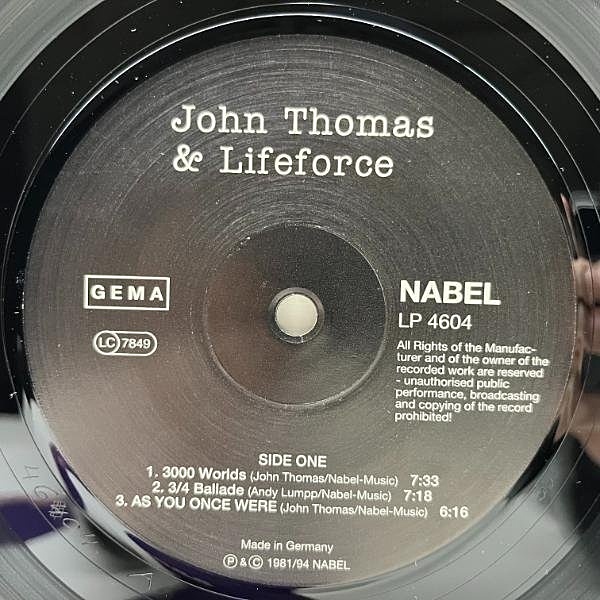 John Thomas
& Lifeforce
GEMA
LC 7849
NABEL
LP 4604
All Rights of the Manufac-
turer and of the owner of the
recorded work are reserved
- unauthorised public
performance, broadcasting
and copying of the record
prohibited!
SIDE ONE
1. 3000 Worlds (John Thomas/Nabel-Music) 7:33
2. 3/4 Ballade (Andy Lumpp/Nabel-Music) 7:18
3. AS YOU ONCE WERE (John Thomas/Nabel-Music) 6:16
Made in Germany
Ⓟ & © 1981/94 NABEL